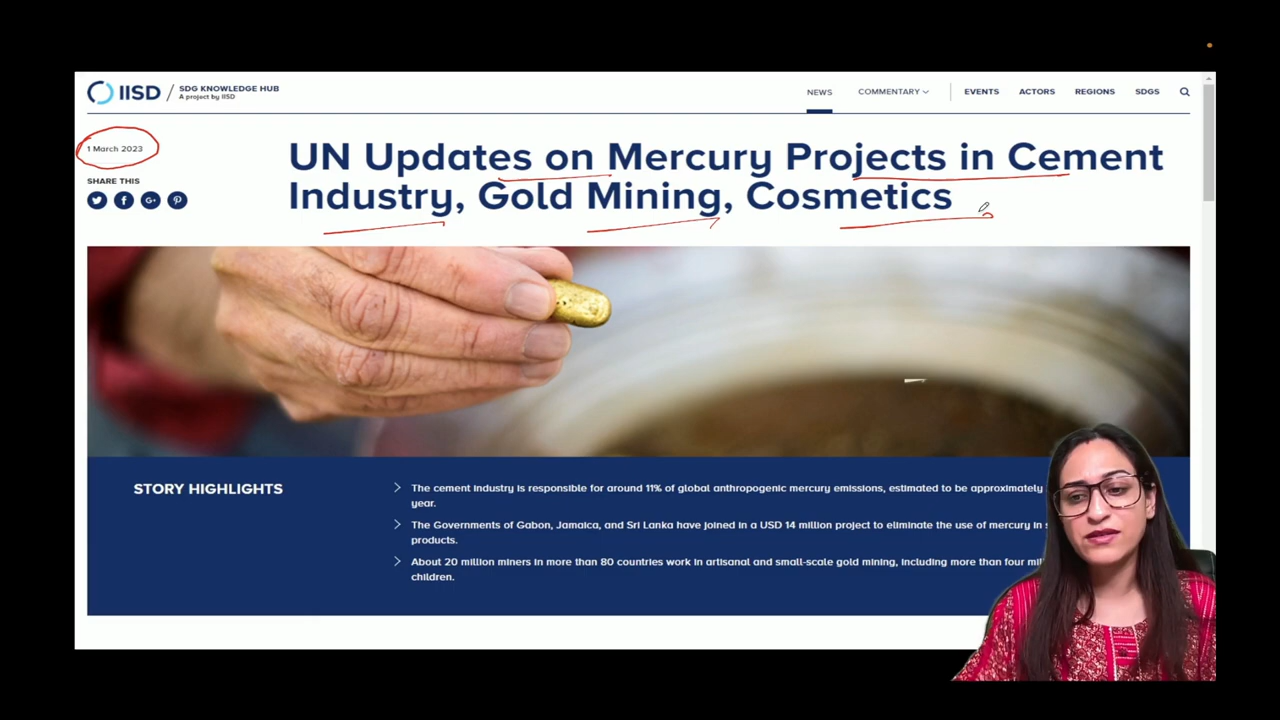 IISD / SDG KNOWLEDGE HUB
A project by IISD
NEWS COMMENTARY EVENTS ACTORS REGIONS SDGS
1 March 2023
SHARE THIS
UN Updates on Mercury Projects in Cement
Industry, Gold Mining, Cosmetics
STORY HIGHLIGHTS
The cement industry is responsible for around 11% of global anthropogenic mercury emissions, estimated to be approximately
year.
The Governments of Gabon, Jamaica, and Sri Lanka have joined in a USD 14 million project to eliminate the use of mercury in
products.
About 20 million miners in more than 80 countries work in artisanal and small-scale gold mining, including more than four
children.